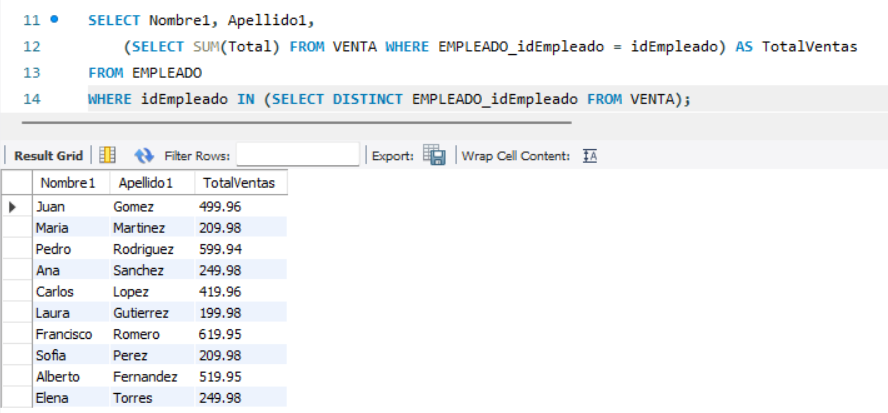 11 SELECT Nombre1, Apellido1,
12 (SELECT SUM(Total) FROM VENTA WHERE EMPLEADO_idEmpleado = idEmpleado) AS TotalVentas
13 FROM EMPLEADO
14 WHERE idEmpleado IN (SELECT DISTINCT EMPLEADO_idEmpleado FROM VENTA);
Result Grid Filter Rows: Export: Wrap Cell Content: IA
Nombre1 Apellido1 TotalVentas
Juan Gomez 499.96
Maria Martinez 209.98
Pedro Rodriguez 599.94
Ana Sanchez 249.98
Carlos Lopez 419.96
Laura Gutierrez 199.98
Francisco Romero 619.95
Sofia Perez 209.98
Alberto Fernandez 519.95
Elena Torres 249.98